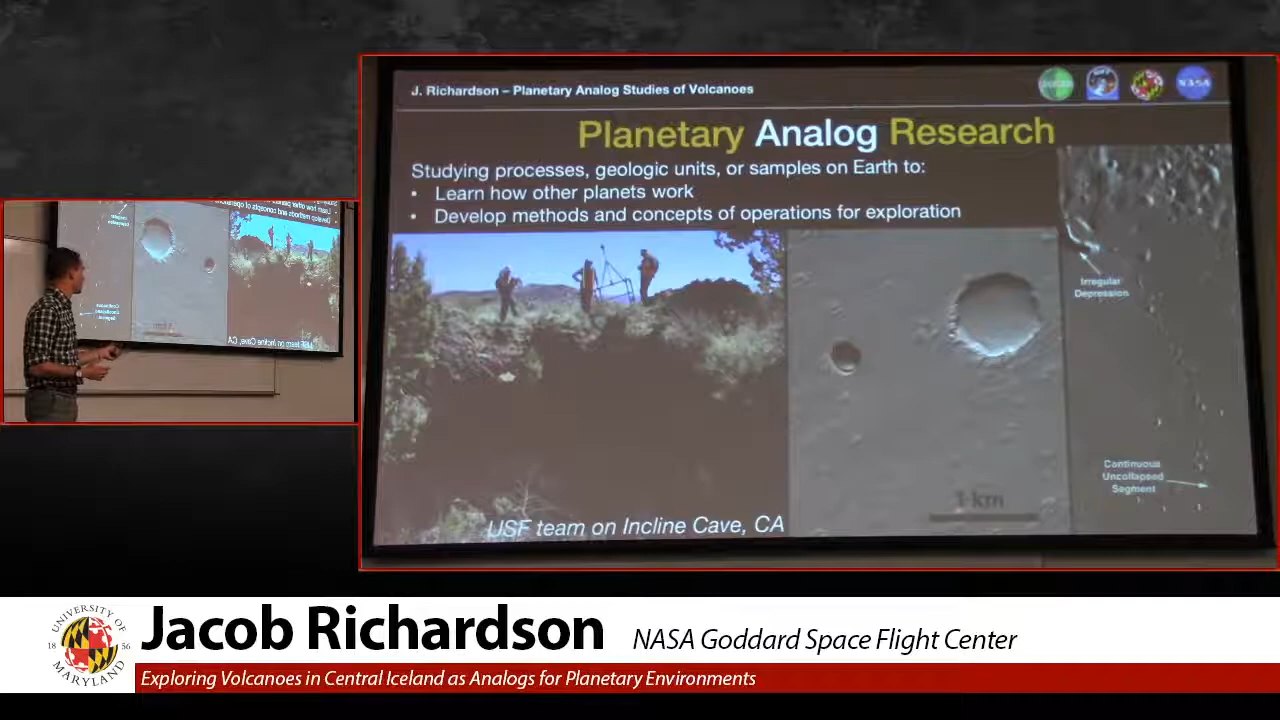 J. Richardson – Planetary Analog Studies of Volcanoes
NASA
Planetary Analog Research
Studying processes, geologic units, or samples on Earth to:
• Learn how other planets work
• Develop methods and concepts of operations for exploration
Irregular
Depression
Continuous
Uncollapsed
Segment
1 km
USF team on Incline Cave, CA
UNIVERSITY OF
18 56
MARYLAND
Jacob Richardson NASA Goddard Space Flight Center
Exploring Volcanoes in Central Iceland as Analogs for Planetary Environments